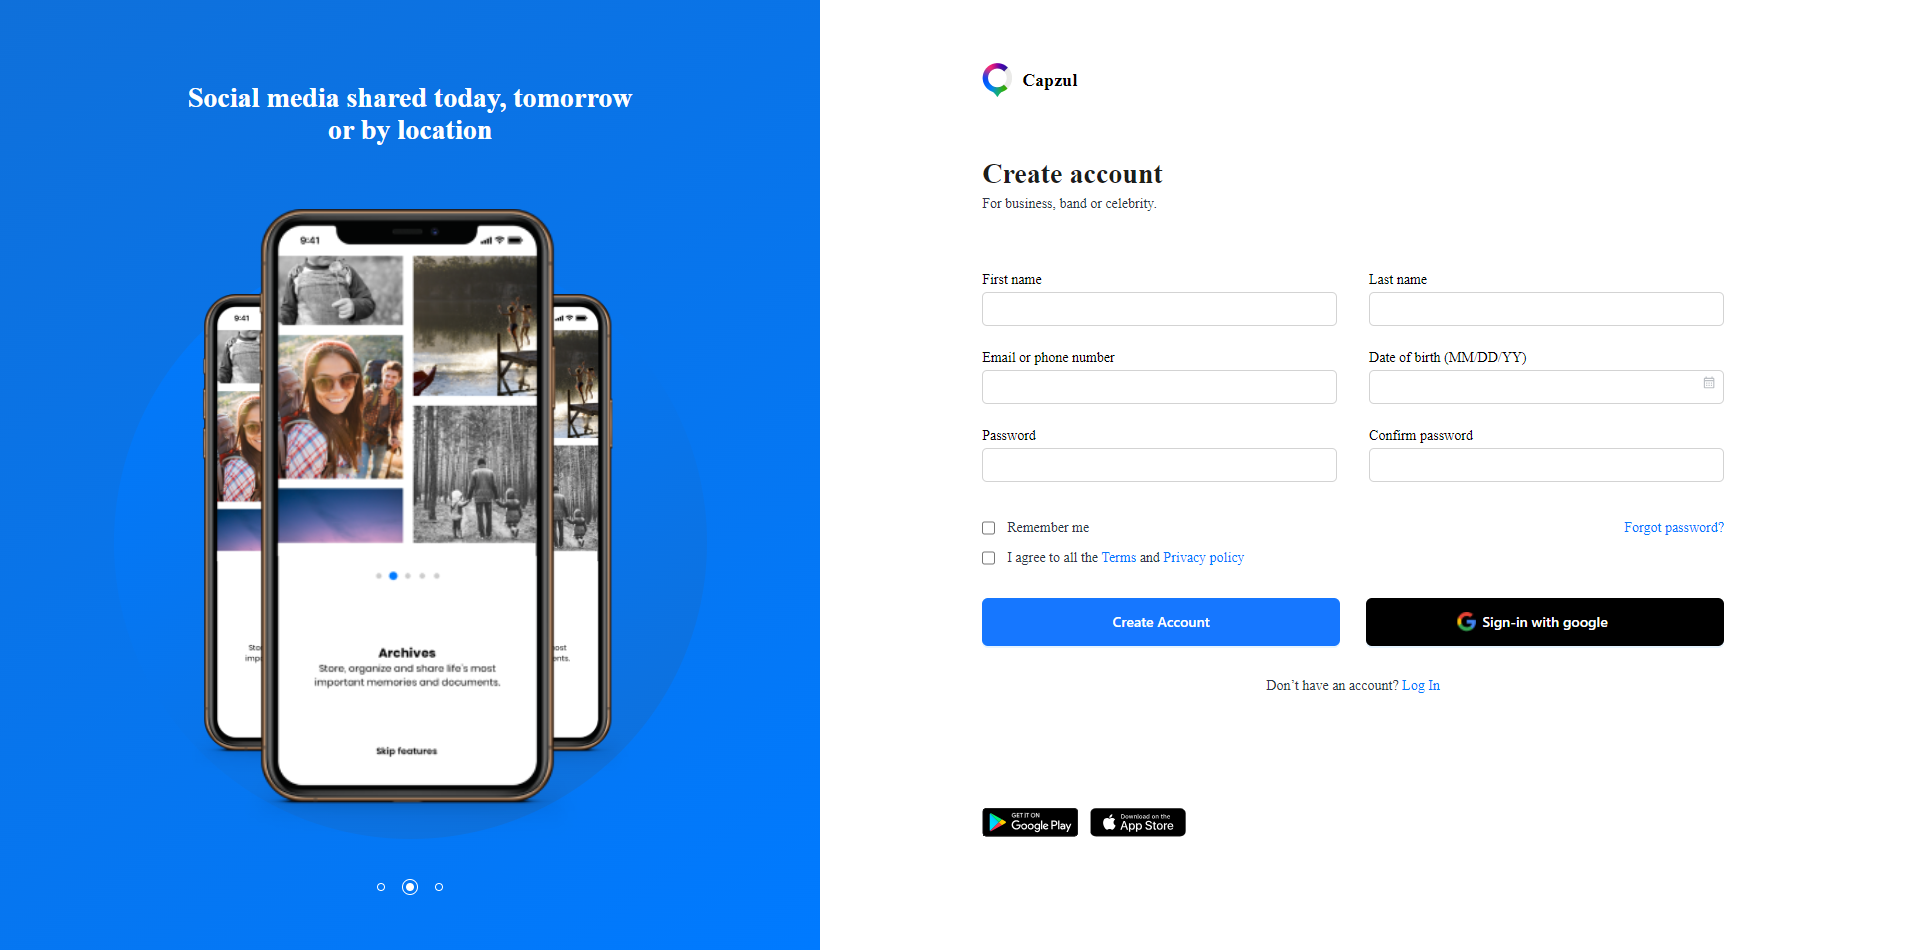 Social media shared today, tomorrow
or by location
9:41
9:41
Archives
Store, organize and share life's most
important memories and documents.
Skip features
Capzul
Create account
For business, band or celebrity.
First name
Last name
Email or phone number
Date of birth (MM/DD/YY)
Password
Confirm password
Remember me
Forgot password?
I agree to all the Terms and Privacy policy
Create Account
Sign-in with google
Don’t have an account? Log In
GET IT ON
Google Play
Download on the
App Store